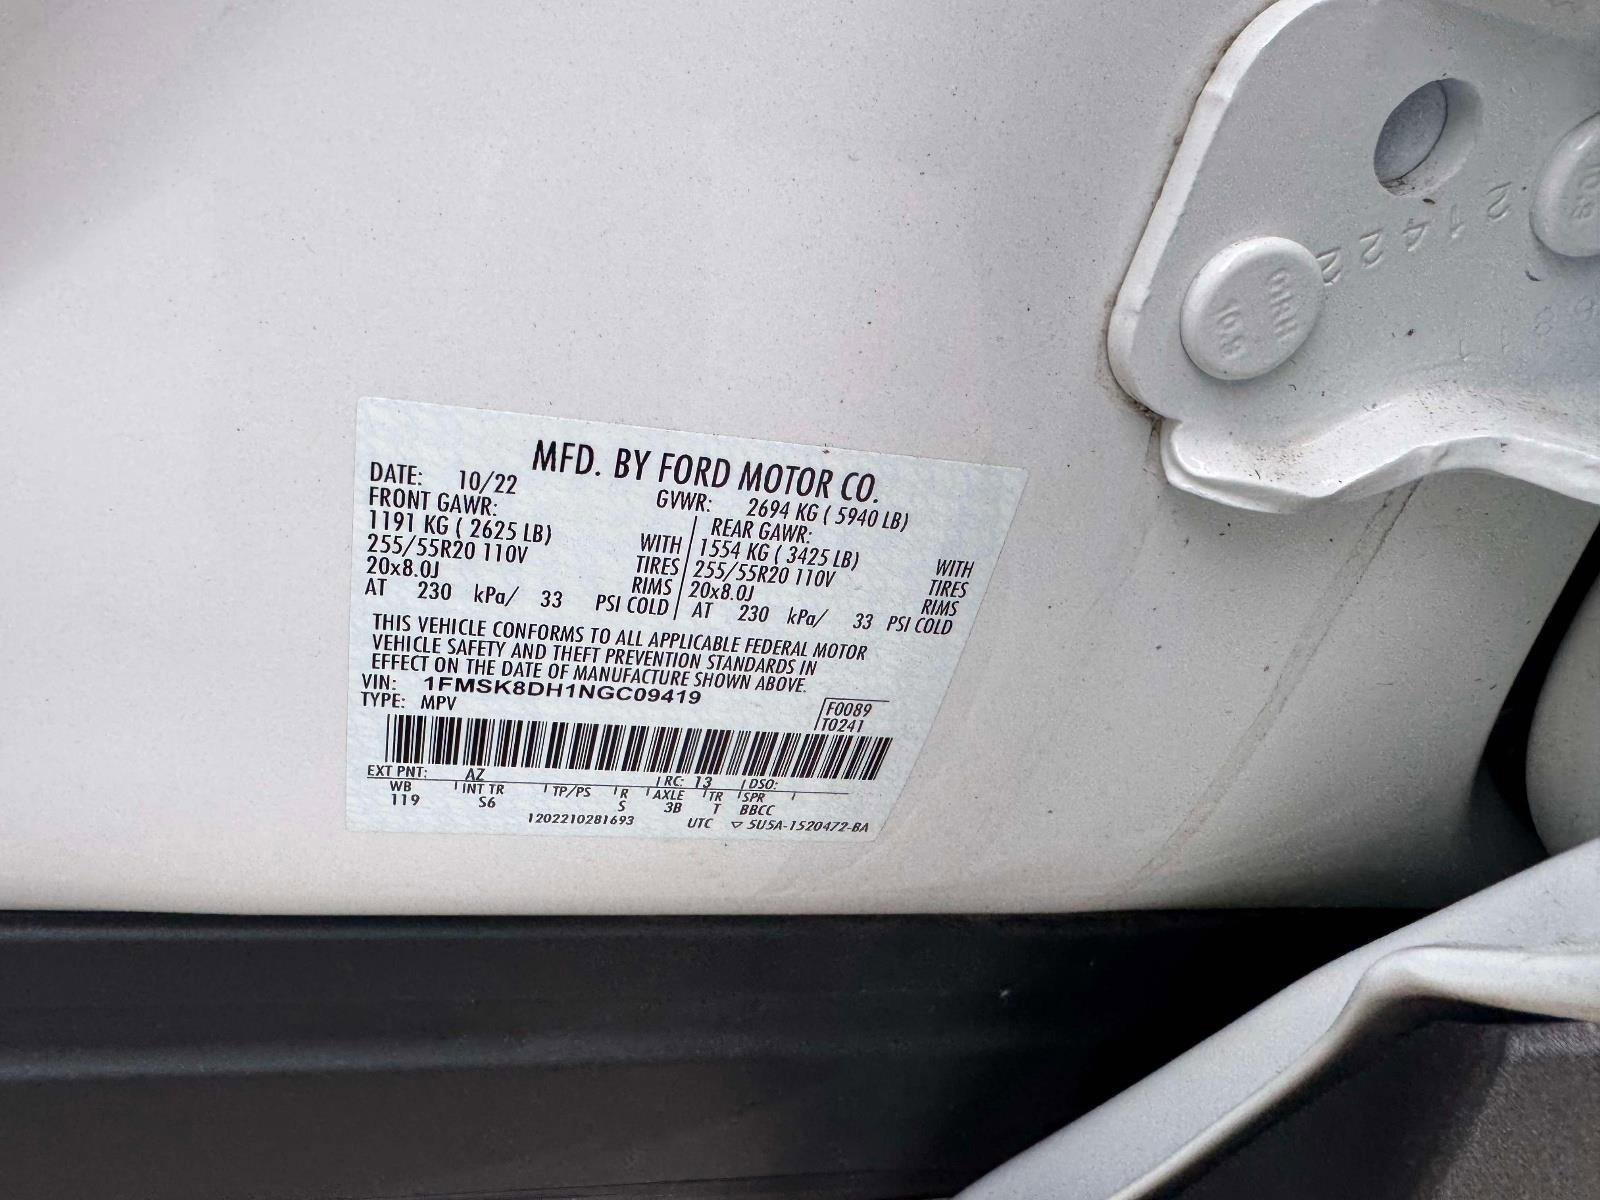 MFD. BY FORD MOTOR CO.
DATE: 10/22 GVWR: 2694 KG ( 5940 LB)
FRONT GAWR: REAR GAWR:
1191 KG ( 2625 LB) WITH 1554 KG ( 3425 LB) WITH
255/55R20 110V TIRES 255/55R20 110V TIRES
20x8.0J RIMS 20x8.0J RIMS
AT 230 kPa/ 33 PSI COLD AT 230 kPa/ 33 PSI COLD
THIS VEHICLE CONFORMS TO ALL APPLICABLE FEDERAL MOTOR
VEHICLE SAFETY AND THEFT PREVENTION STANDARDS IN
EFFECT ON THE DATE OF MANUFACTURE SHOWN ABOVE.
VIN: 1FMSK8DH1NGC09419
TYPE: MPV
F0089
T0241
EXT PNT: AZ RC: 13 DSO:
WB INT TR TP/PS R AXLE TR SPR
119 S6 S 3B T BBCC
1202210281693 UTC ▽ 5U5A-1520472-BA
21422
10.9